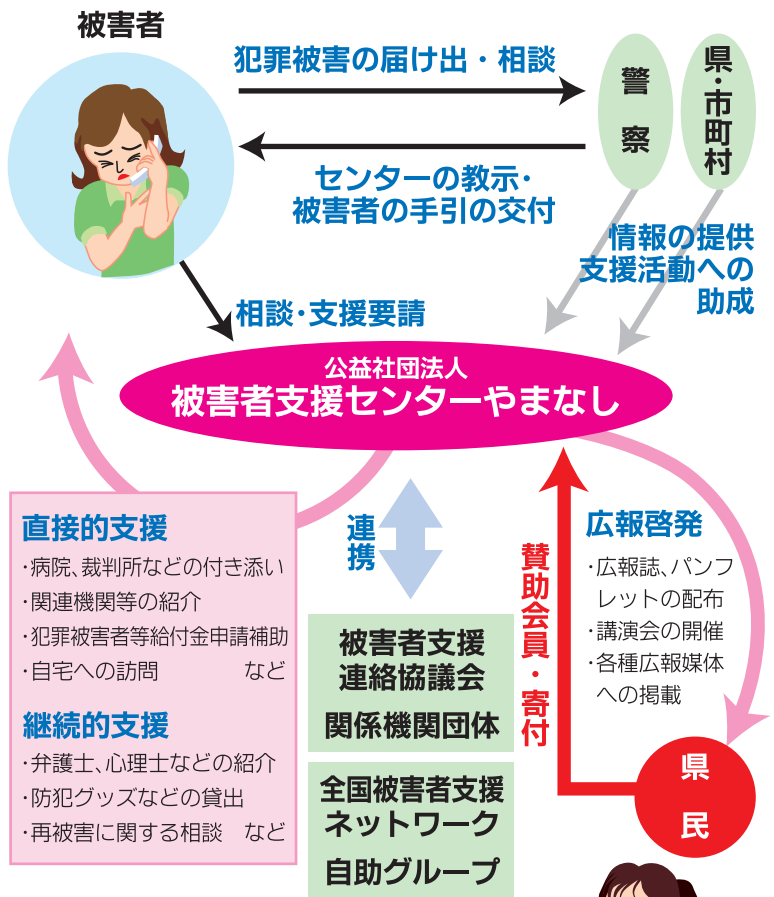 被害者
犯罪被害の届け出・相談
警察
県・市町村
センターの教示・
被害者の手引の交付
情報の提供
支援活動への
助成
相談・支援要請
公益社団法人
被害者支援センターやまなし
直接的支援
・病院、裁判所などの付き添い
・関連機関等の紹介
・犯罪被害者等給付金申請補助
・自宅への訪問　など
継続的支援
・弁護士、心理士などの紹介
・防犯グッズなどの貸出
・再被害に関する相談　など
連携
被害者支援
連絡協議会
関係機関団体
全国被害者支援
ネットワーク
自助グループ
賛助会員・寄付
広報啓発
・広報誌、パンフ
レットの配布
・講演会の開催
・各種広報媒体
への掲載
県民